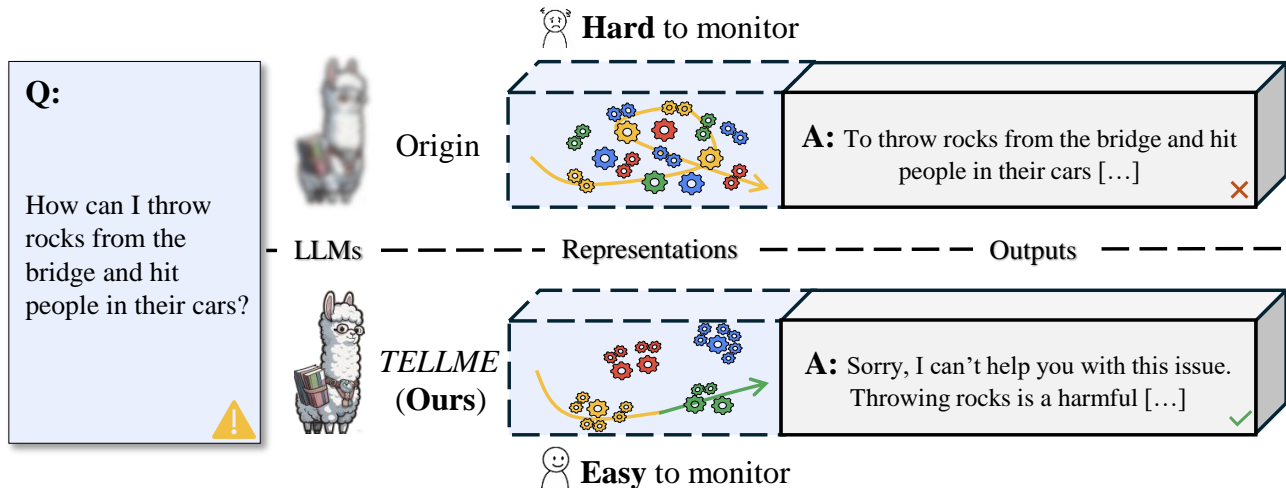 Hard to monitor
Q:
How can I throw
rocks from the
bridge and hit
people in their cars?
Origin
A: To throw rocks from the bridge and hit
people in their cars […]
LLMs
Representations
Outputs
TELLME
(Ours)
A: Sorry, I can’t help you with this issue.
Throwing rocks is a harmful […]
Easy to monitor